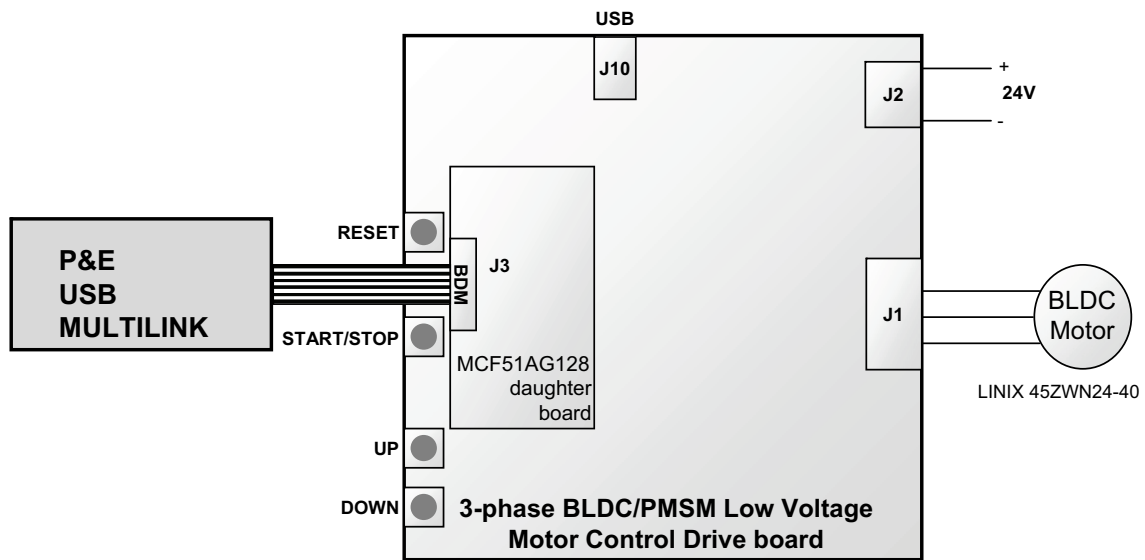 USB
J10
J2
+
24V
-
RESET
P&E
USB
MULTILINK
BDM
J3
J1
BLDC
Motor
START/STOP
MCF51AG128
daughter
board
LINIX 45ZWN24-40
UP
DOWN
3-phase BLDC/PMSM Low Voltage
Motor Control Drive board